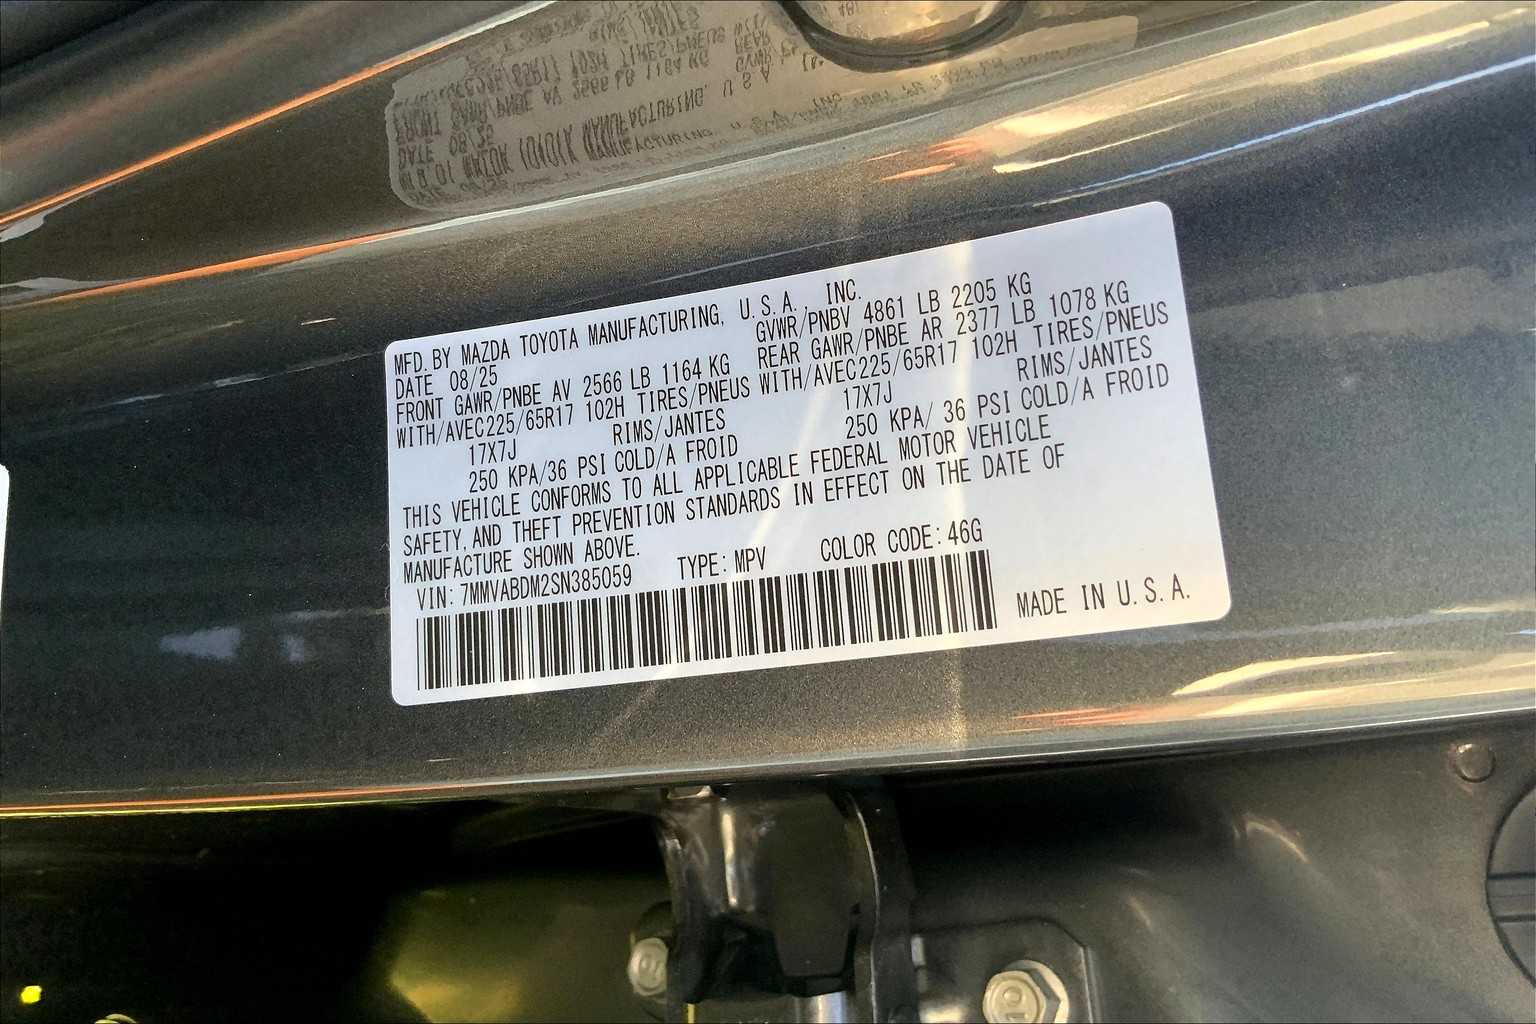 MFD. BY MAZDA TOYOTA MANUFACTURING, U.S.A., INC.
DATE 08/25 GVWR/PNBV 4861 LB 2205 KG
FRONT GAWR/PNBE AV 2566 LB 1164 KG REAR GAWR/PNBE AR 2377 LB 1078 KG
WITH/AVEC225/65R17 102H TIRES/PNEUS WITH/AVEC225/65R17 102H TIRES/PNEUS
17X7J RIMS/JANTES 17X7J RIMS/JANTES
250 KPA/36 PSI COLD/A FROID 250 KPA/ 36 PSI COLD/A FROID
THIS VEHICLE CONFORMS TO ALL APPLICABLE FEDERAL MOTOR VEHICLE
SAFETY, AND THEFT PREVENTION STANDARDS IN EFFECT ON THE DATE OF
MANUFACTURE SHOWN ABOVE.
VIN: 7MMVABDM2SN385059 TYPE: MPV COLOR CODE: 46G
MADE IN U.S.A.